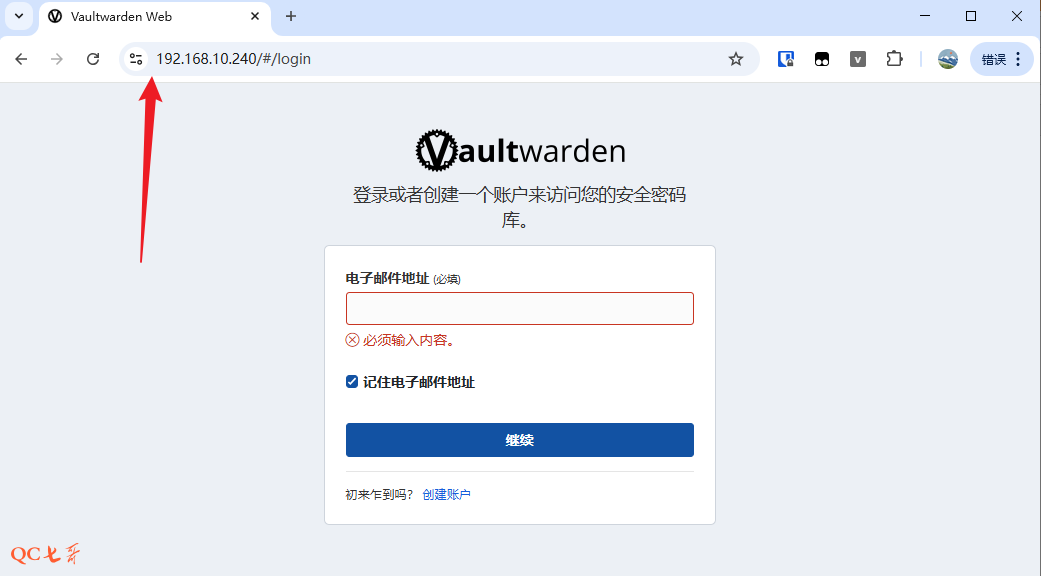 Vaultwarden Web
192.168.10.240/#/login
v
错误
Vaultwarden
登录或者创建一个账户来访问您的安全密码
库。
电子邮件地址 (必填)
必须输入内容。
记住电子邮件地址
继续
初来乍到吗? 创建账户
QC七哥